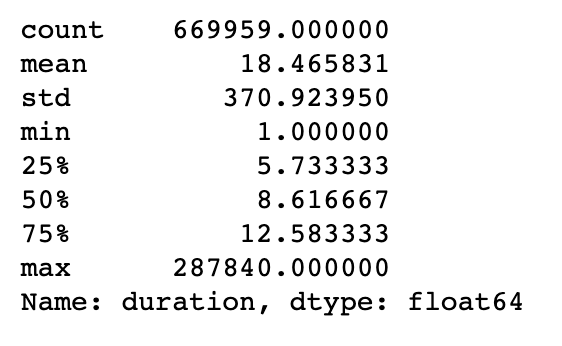 count    669959.000000
mean         18.465831
std         370.923950
min           1.000000
25%           5.733333
50%           8.616667
75%          12.583333
max      287840.000000
Name: duration, dtype: float64